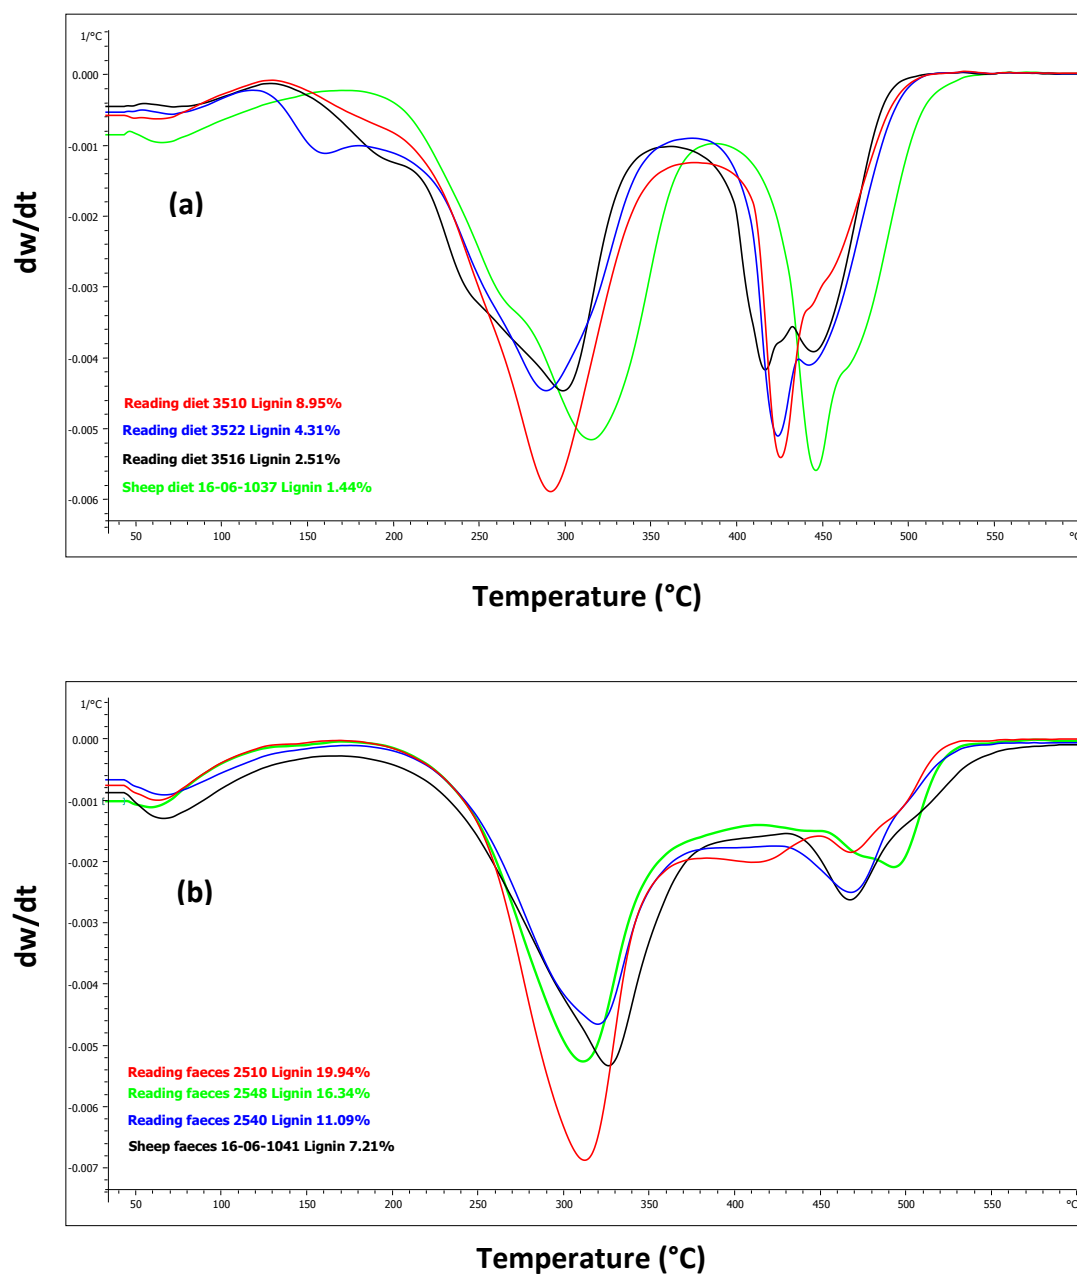 1/°C
0.000
-0.001
-0.002
-0.003
-0.004
-0.005
-0.006
dw/dt
(a)
Reading diet 3510 Lignin 8.95%
Reading diet 3522 Lignin 4.31%
Reading diet 3516 Lignin 2.51%
Sheep diet 16-06-1037 Lignin 1.44%
50 100 150 200 250 300 350 400 450 500 550 °C
Temperature (°C)
1/°C
0.000
-0.001
-0.002
-0.003
-0.004
-0.005
-0.006
-0.007
dw/dt
(b)
Reading faeces 2510 Lignin 19.94%
Reading faeces 2548 Lignin 16.34%
Reading faeces 2540 Lignin 11.09%
Sheep faeces 16-06-1041 Lignin 7.21%
50 100 150 200 250 300 350 400 450 500 550 °C
Temperature (°C)